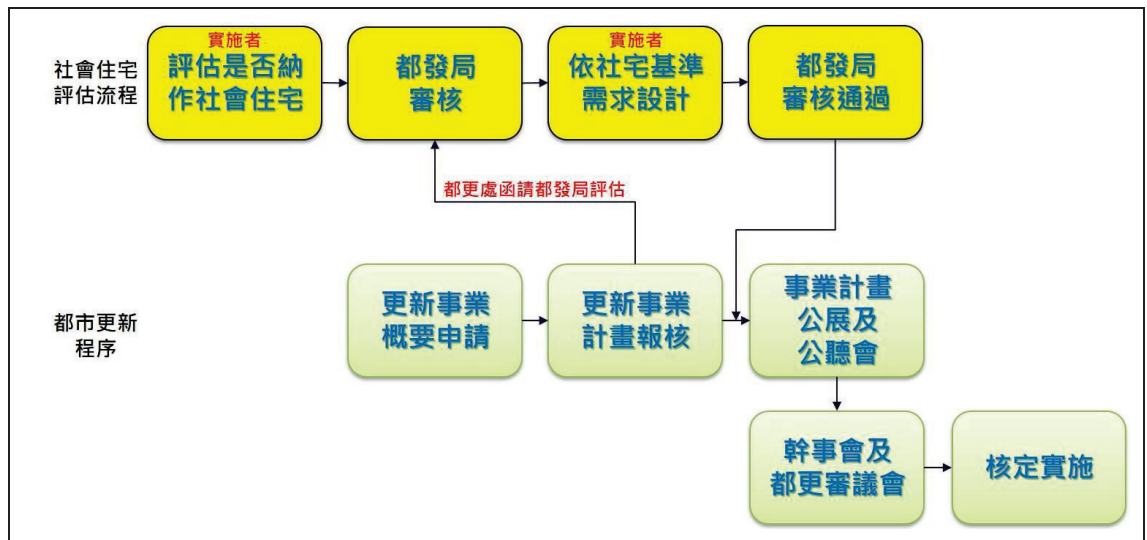 社會住宅
評估流程
實施者
評估是否納
作社會住宅
都發局
審核
實施者
依社宅基準
需求設計
都發局
審核通過
都更處函請都發局評估
都市更新
程序
更新事業
概要申請
更新事業
計畫報核
事業計畫
公展及
公聽會
幹事會及
都更審議會
核定實施